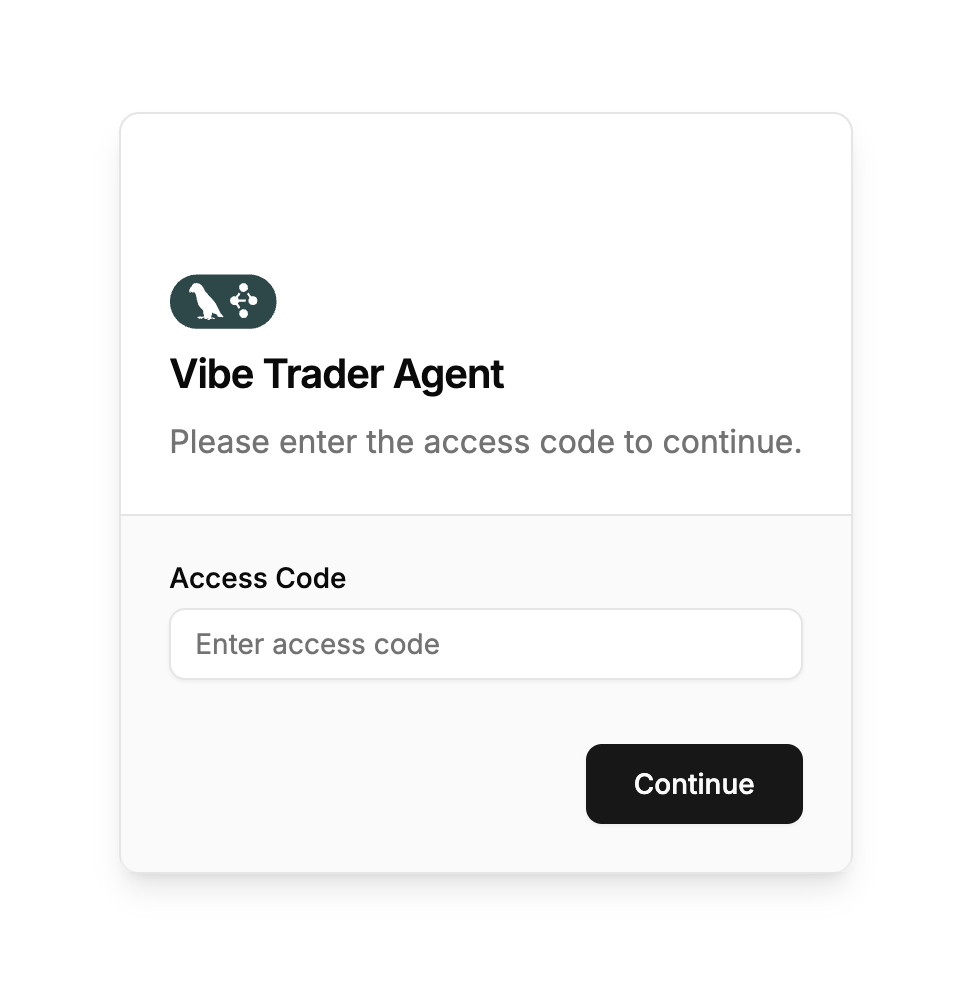 Vibe Trader Agent
Please enter the access code to continue.
Access Code
Enter access code
Continue